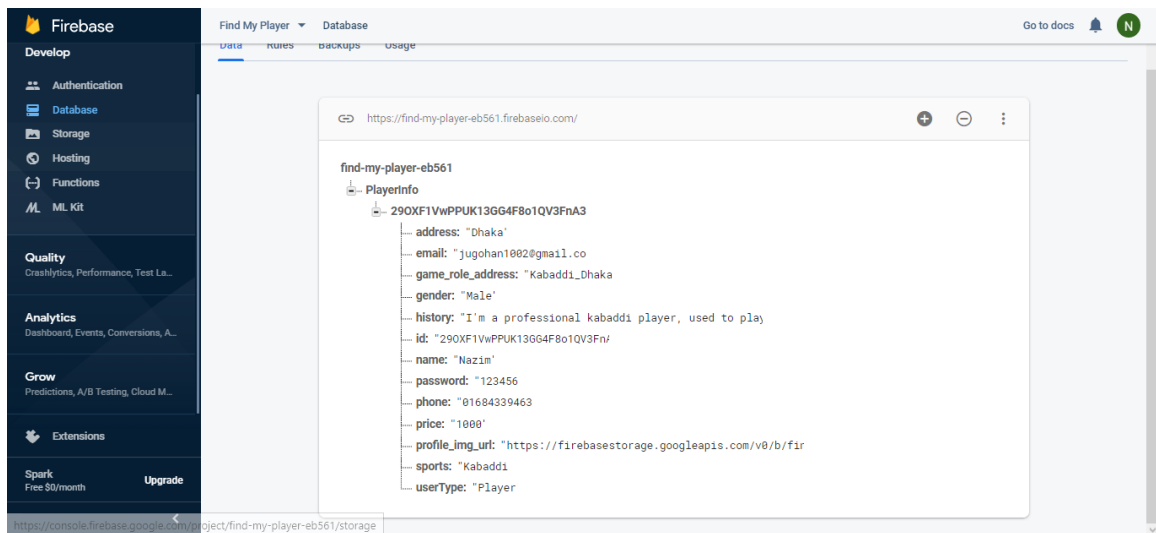 Firebase
Find My Player Database Go to docs N
Develop
Data Rules Backups Usage
Authentication
Database
Storage
Hosting
Functions
ML ML Kit
Quality
Crashlytics, Performance, Test La...
Analytics
Dashboard, Events, Conversions, A...
Grow
Predictions, A/B Testing, Cloud M...
Extensions
Spark
Free $0/month
Upgrade
https://find-my-player-eb561.firebaseio.com/
find-my-player-eb561
PlayerInfo
29OXF1VwPPUK13GG4F8o1QV3FnA3
address: "Dhaka'
email: "jugohan1002@gmail.co
game_role_address: "Kabaddi_Dhaka
gender: "Male'
history: "I'm a professional kabaddi player, used to play
id: "29OXF1VwPPUK13GG4F8o1QV3FnA
name: "Nazim'
password: "123456
phone: "01684339463
price: "1000'
profile_img_url: "https://firebasestorage.googleapis.com/v0/b/fir
sports: "Kabaddi
userType: "Player
https://console.firebase.google.com/project/find-my-player-eb561/storage